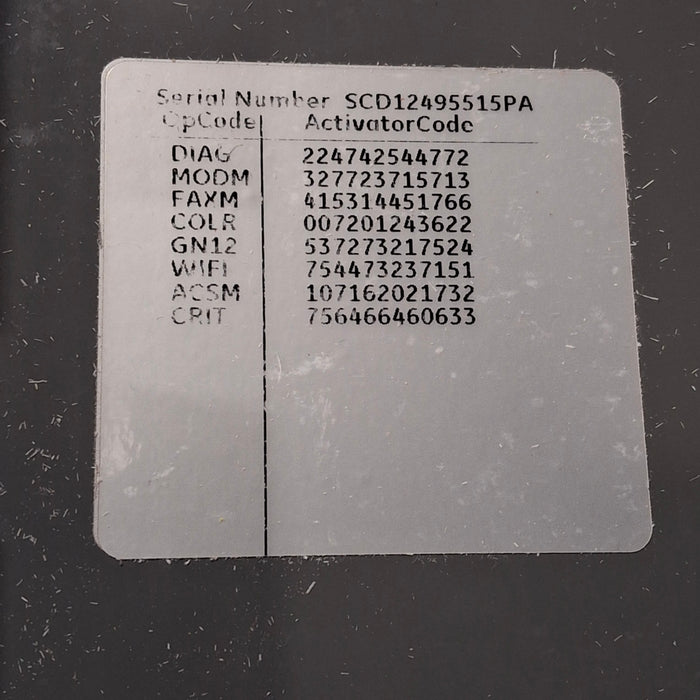 Serial Number SCD12495515PA
OpCode ActivatorCode
DIAG 224742544772
MODM 327723715713
FAXM 415314451766
COLR 007201243622
GN12 537273217524
WIFI 754473237151
ACSM 107162021732
CRIT 756466460633